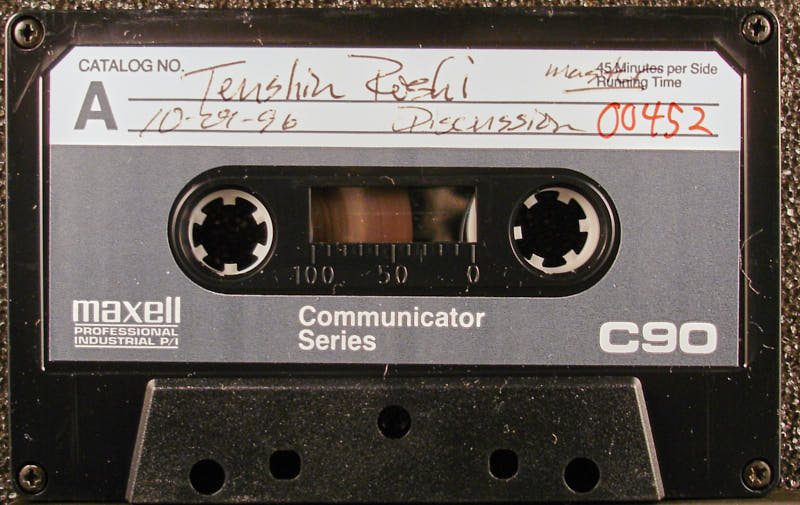 CATALOG NO. Tenshin Roshi master 45 Minutes per Side
Running Time
A
10-29-96 Discussion 00452
100 50 0
maxell
PROFESSIONAL
INDUSTRIAL P/I
Communicator
Series
C90